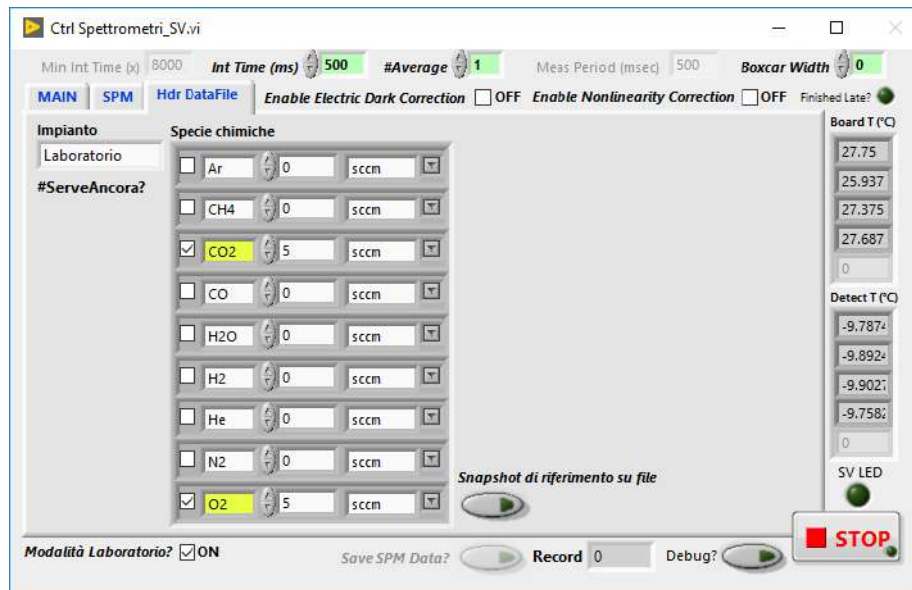 Ctrl Spettrometri_SV.vi
Min Int Time (x) 8000 Int Time (ms) 500 #Average 1 Meas Period (msec) 500 Boxcar Width 0
MAIN SPM Hdr DataFile Enable Electric Dark Correction OFF Enable Nonlinearity Correction OFF Finished Late?
Impianto Specie chimiche Board T (°C)
Laboratorio
#ServeAncora?
Ar 0 sccm
CH4 0 sccm
CO2 5 sccm
CO 0 sccm
H2O 0 sccm
H2 0 sccm
He 0 sccm
N2 0 sccm
O2 5 sccm
27.75
25.937
27.375
27.687
0
Detect T (°C)
-9.7874
-9.8924
-9.9027
-9.7582
0
SV LED
Snapshot di riferimento su file
STOP
Modalità Laboratorio? ON Save SPM Data? Record 0 Debug?